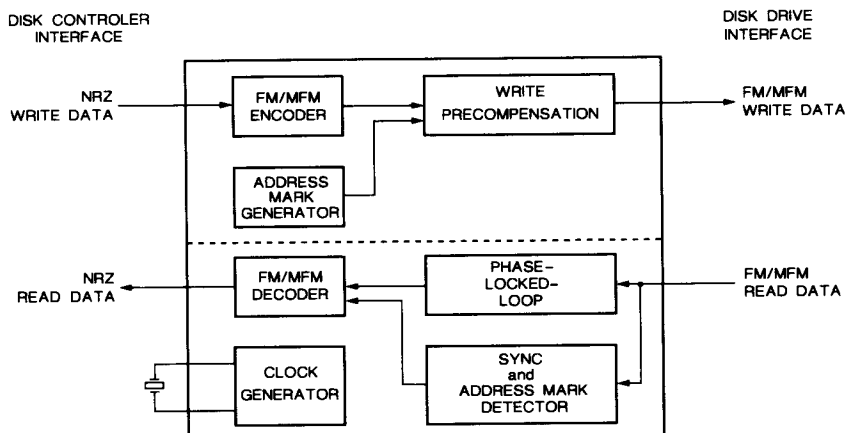 DISK CONTROLER
INTERFACE
DISK DRIVE
INTERFACE
NRZ
WRITE DATA
FM/MFM
ENCODER
WRITE
PRECOMPENSATION
FM/MFM
WRITE DATA
ADDRESS
MARK
GENERATOR
NRZ
READ DATA
FM/MFM
DECODER
PHASE-
LOCKED-
LOOP
FM/MFM
READ DATA
CLOCK
GENERATOR
SYNC
and
ADDRESS MARK
DETECTOR